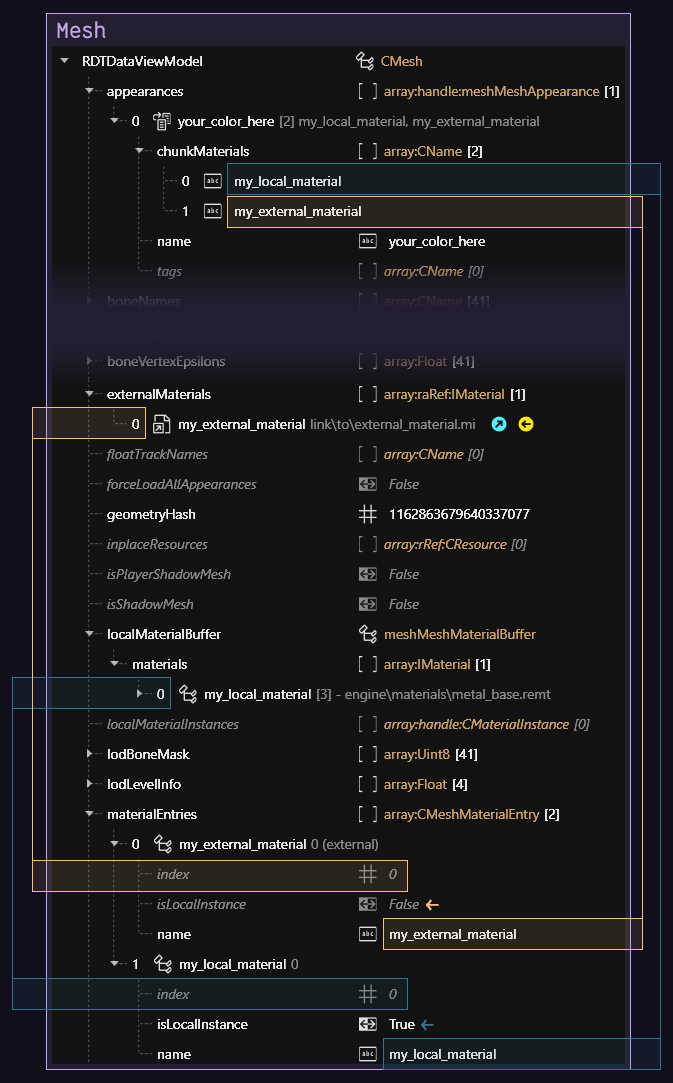 Mesh
RDTDataViewModel CMesh
appearances [ ] array:handle:meshMeshAppearance [1]
0 your_color_here [2] my_local_material, my_external_material
chunkMaterials [ ] array:CName [2]
0 abc my_local_material
1 abc my_external_material
name abc your_color_here
tags [ ] array:CName [0]
boneNames [ ] array:CName [41]
boneVertexEpsilons [ ] array:Float [41]
externalMaterials [ ] array:raRef:IMaterial [1]
0 my_external_material link\to\external_material.mi
floatTrackNames [ ] array:CName [0]
forceLoadAllAppearances False
geometryHash 1162863679640337077
inplaceResources [ ] array:rRef:CResource [0]
isPlayerShadowMesh False
isShadowMesh False
localMaterialBuffer meshMeshMaterialBuffer
materials [ ] array:IMaterial [1]
0 my_local_material [3] - engine\materials\metal_base.remt
localMaterialInstances [ ] array:handle:CMaterialInstance [0]
lodBoneMask [ ] array:Uint8 [41]
lodLevelInfo [ ] array:Float [4]
materialEntries [ ] array:CMeshMaterialEntry [2]
0 my_external_material 0 (external)
index 0
isLocalInstance False
name abc my_external_material
1 my_local_material 0
index 0
isLocalInstance True
name abc my_local_material